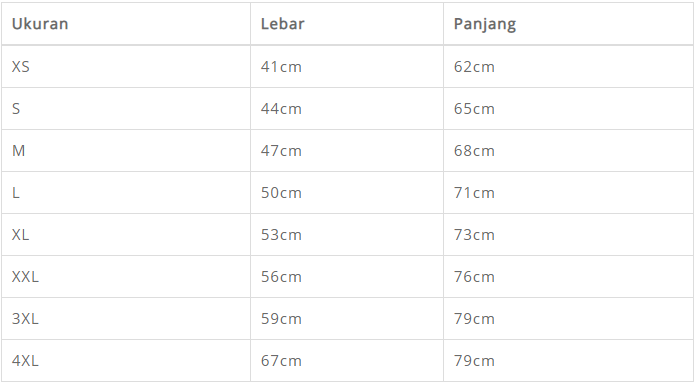 Ukuran Lebar Panjang
XS 41cm 62cm
S 44cm 65cm
M 47cm 68cm
L 50cm 71cm
XL 53cm 73cm
XXL 56cm 76cm
3XL 59cm 79cm
4XL 67cm 79cm